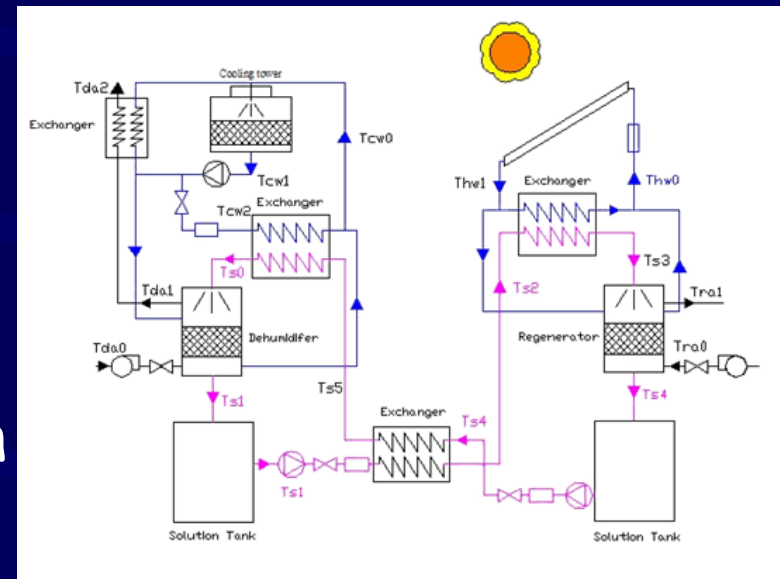 Cooling tower
Tda2
Exchanger
Tcw0
Tcw1
Tcw2
Exchanger
Ts0
Tda1
Tda0
Dehumidifer
Ts1
Ts5
Solution Tank
Ts1
Exchanger
Ts4
Thw1
Exchanger
Thw0
Ts2
Ts3
Tra1
Regenerator
Tra0
Ts4
Solution Tank